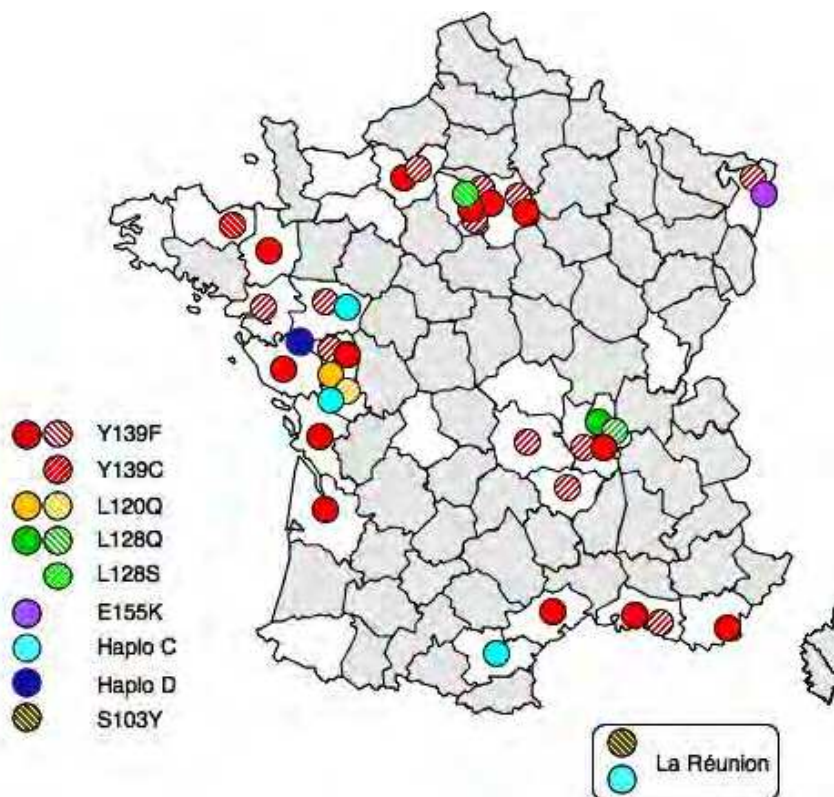 Y139F
Y139C
L120Q
L128Q
L128S
E155K
Haplo C
Haplo D
S103Y
La Réunion